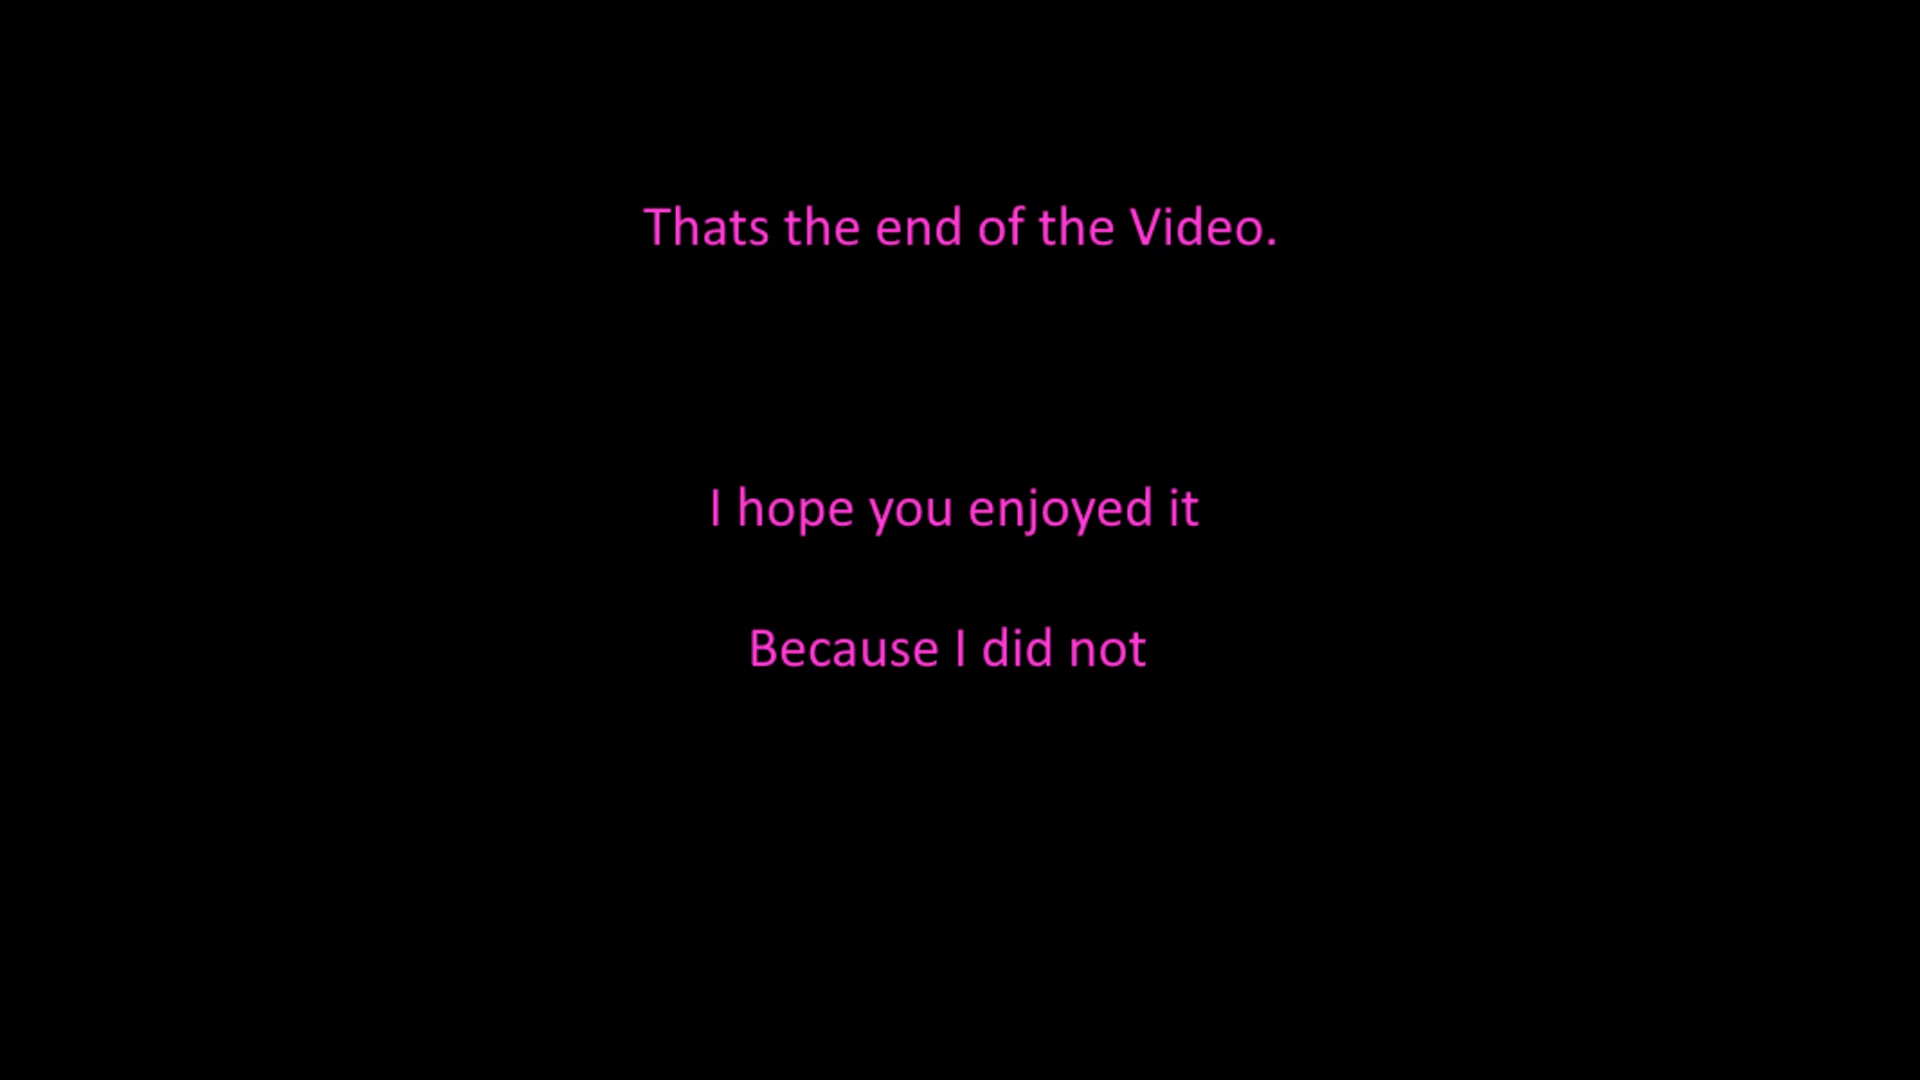 Thats the end of the Video.
I hope you enjoyed it
Because I did not